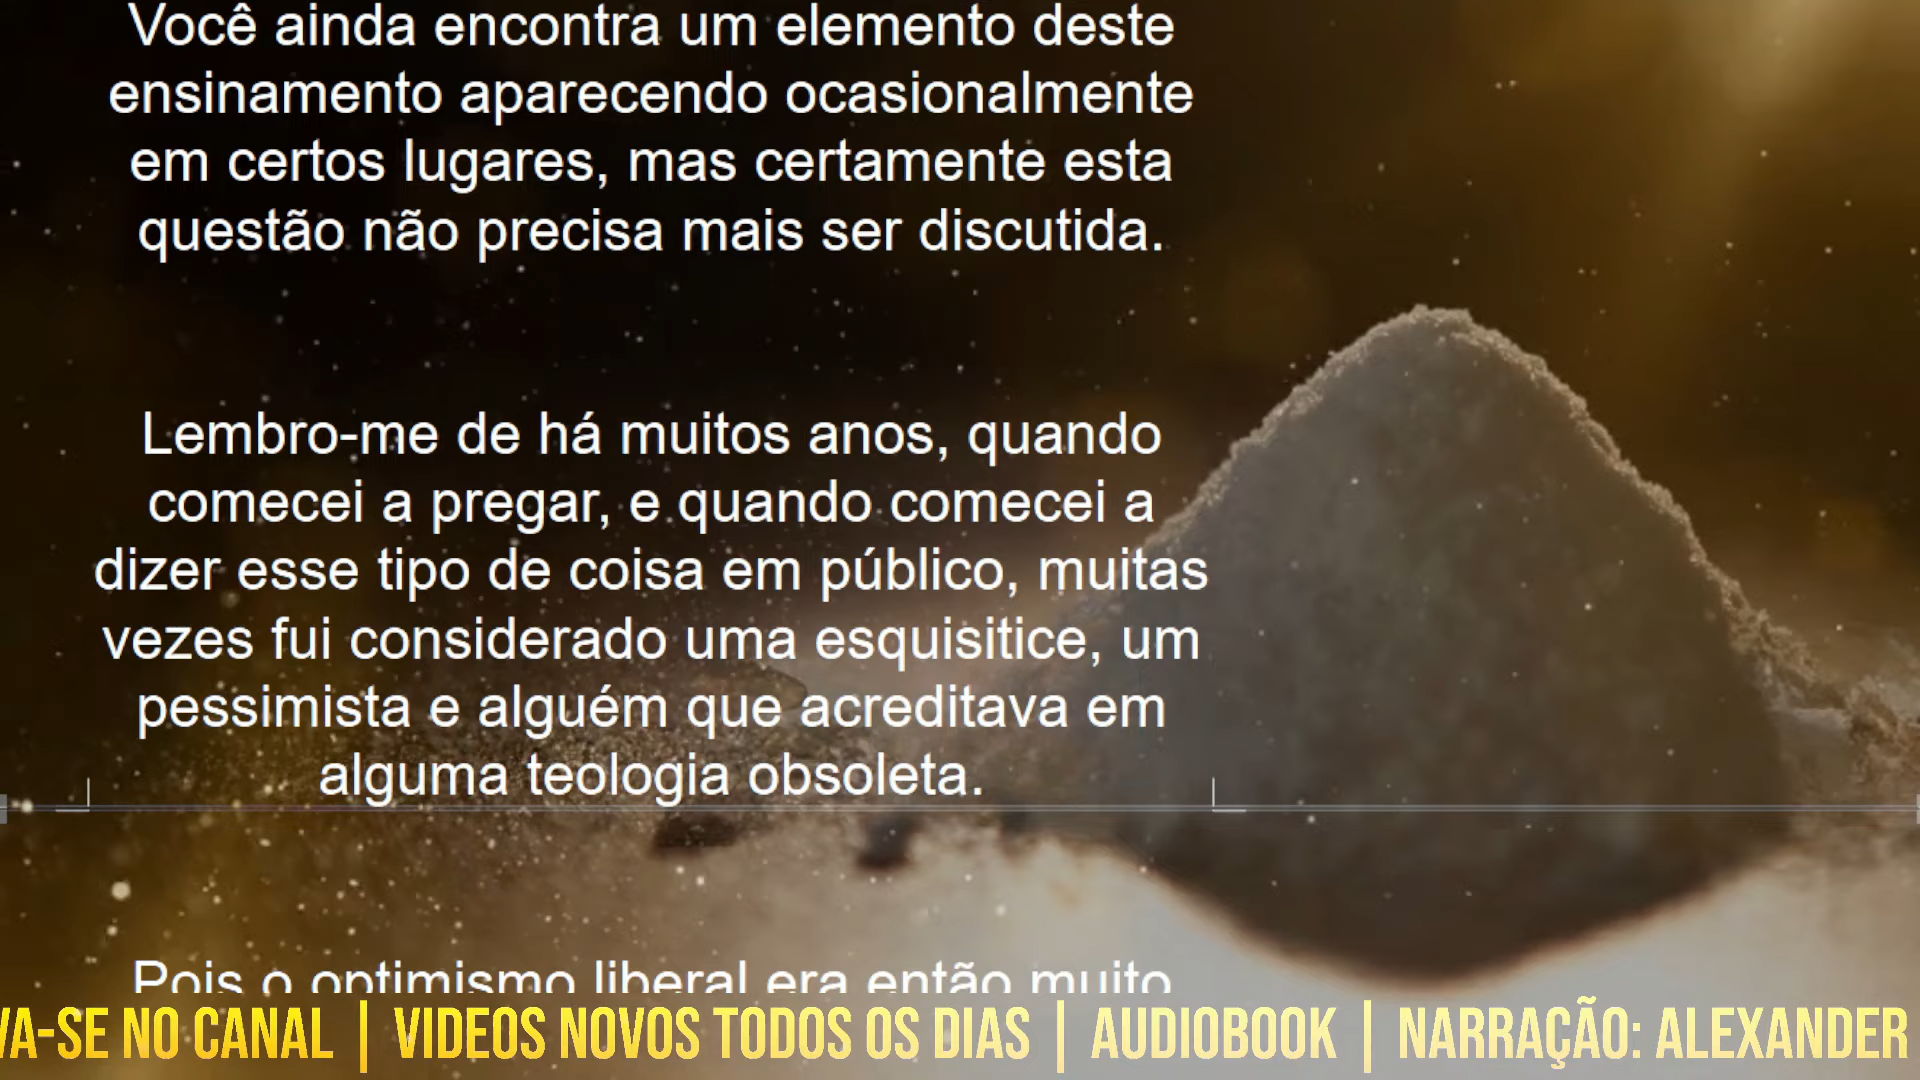 Você ainda encontra um elemento deste
ensinamento aparecendo ocasionalmente
em certos lugares, mas certamente esta
questão não precisa mais ser discutida.
Lembro-me de há muitos anos, quando
comecei a pregar, e quando comecei a
dizer esse tipo de coisa em público, muitas
vezes fui considerado uma esquisitice, um
pessimista e alguém que acreditava em
alguma teologia obsoleta.
Pois o optimismo liberal era então muito
VA-SE NO CANAL | VIDEOS NOVOS TODOS OS DIAS | AUDIOBOOK | NARRAÇÃO: ALEXANDER